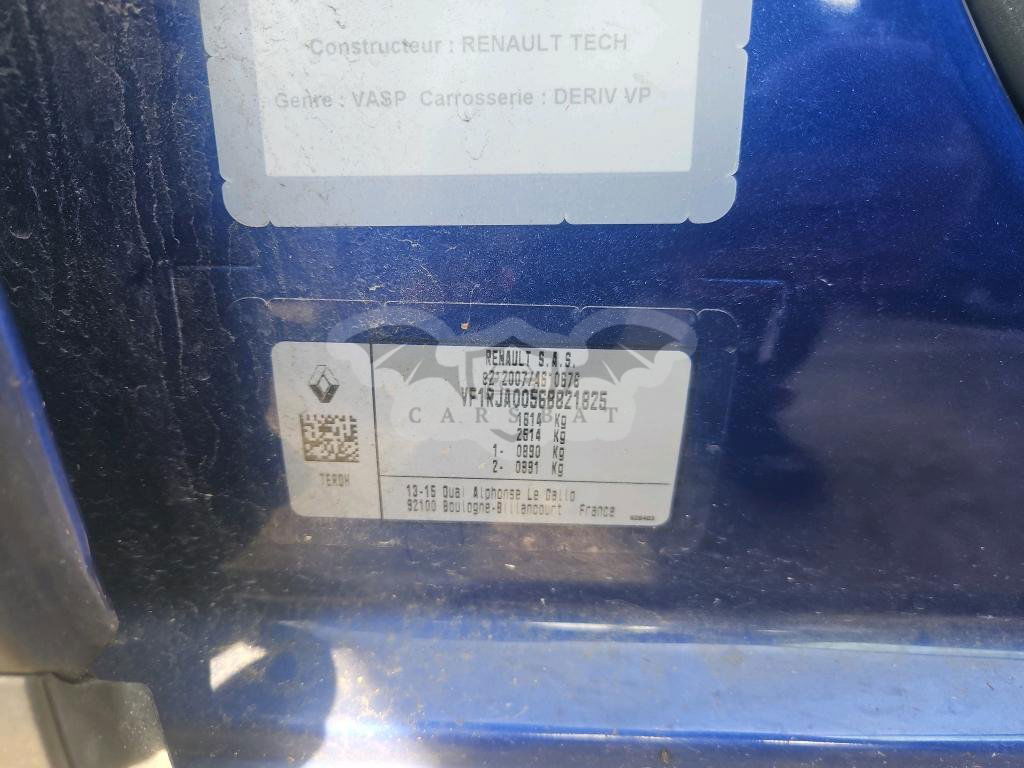 Constructeur : RENAULT TECH
Genre : VASP Carrosserie : DERIV VP
RENAULT S.A.S.
VF1RJA00568821825
CARSBAT
1614 Kg
2614 Kg
1- 0890 Kg
2- 0891 Kg
13-15 Quai Alphonse Le Gallo
92100 Boulogne-Billancourt France